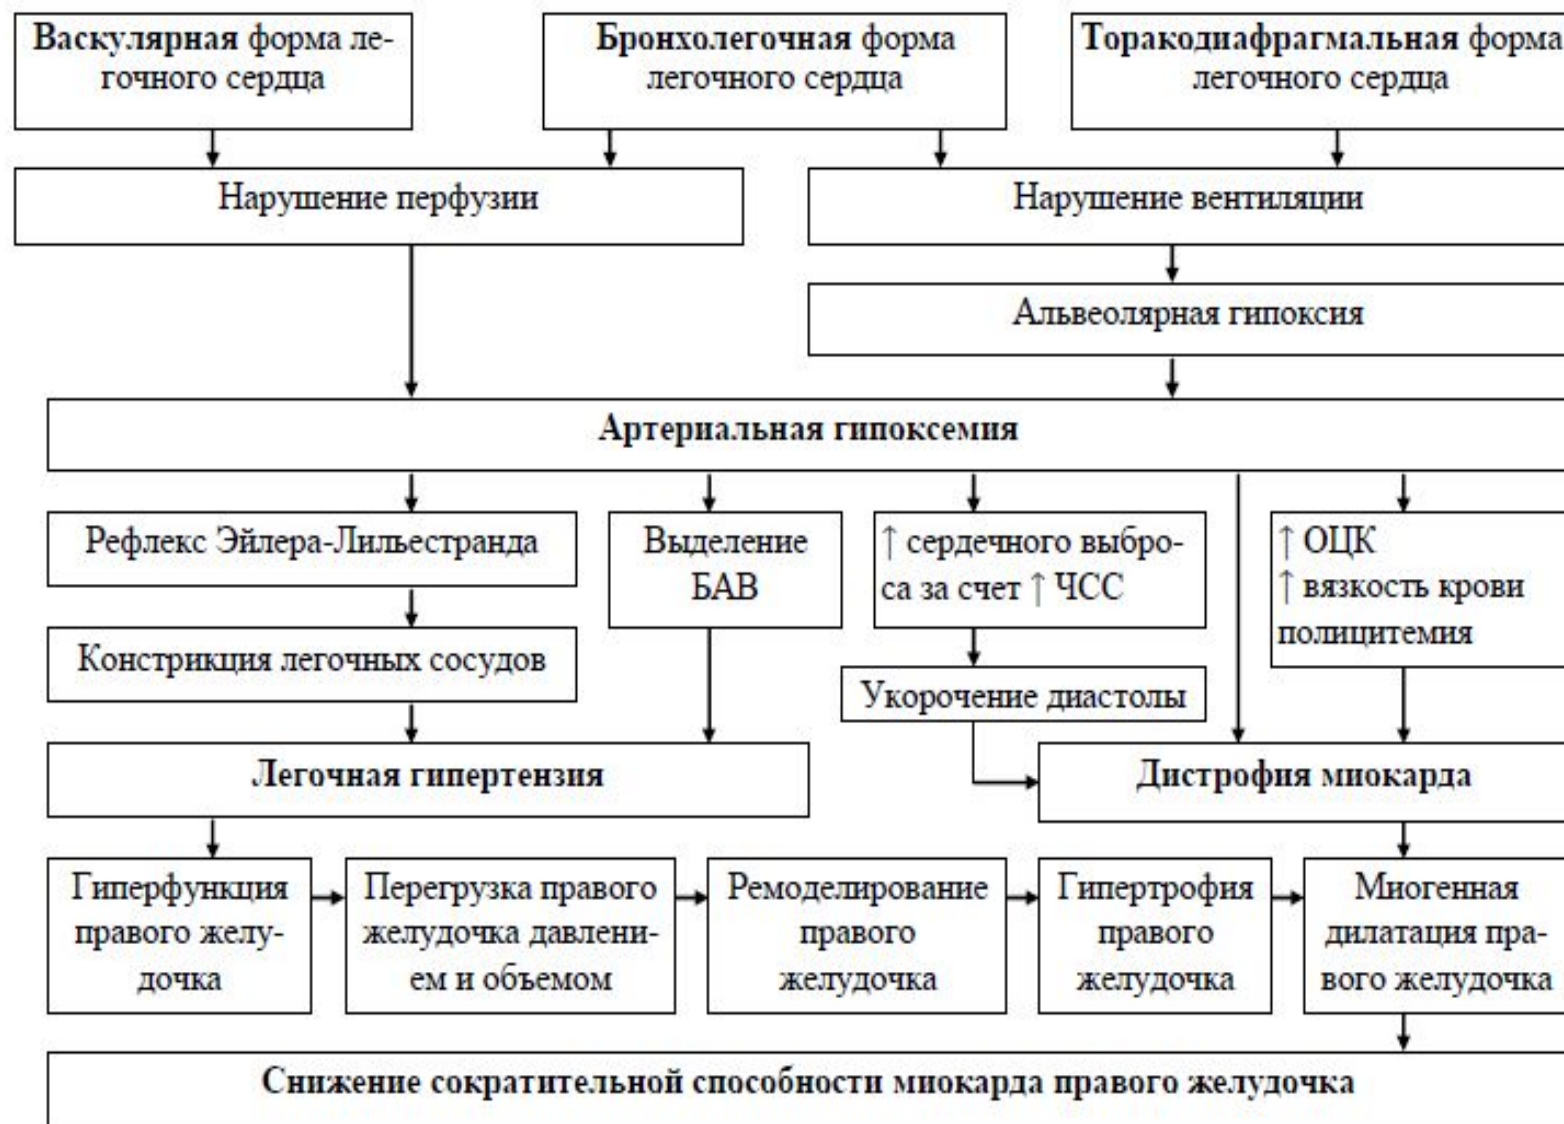 Васкулярная форма ле-
гочного сердца
Бронхолегочная форма
легочного сердца
Торакодиафрагмальная форма
легочного сердца
Нарушение перфузии
Нарушение вентиляции
Альвеолярная гипоксия
Артериальная гипоксемия
Рефлекс Эйлера-Лильестранда
Выделение
БАВ
↑ сердечного выбро-
са за счет ↑ ЧСС
↑ ОЦК
↑ вязкость крови
полицитемия
Констрикция легочных сосудов
Укорочение диастолы
Легочная гипертензия
Дистрофия миокарда
Гиперфункция
правого желу-
дочка
Перегрузка правого
желудочка давлени-
ем и объемом
Ремоделирование
правого
желудочка
Гипертрофия
правого
желудочка
Миогенная
дилатация пра-
вого желудочка
Снижение сократительной способности миокарда правого желудочка